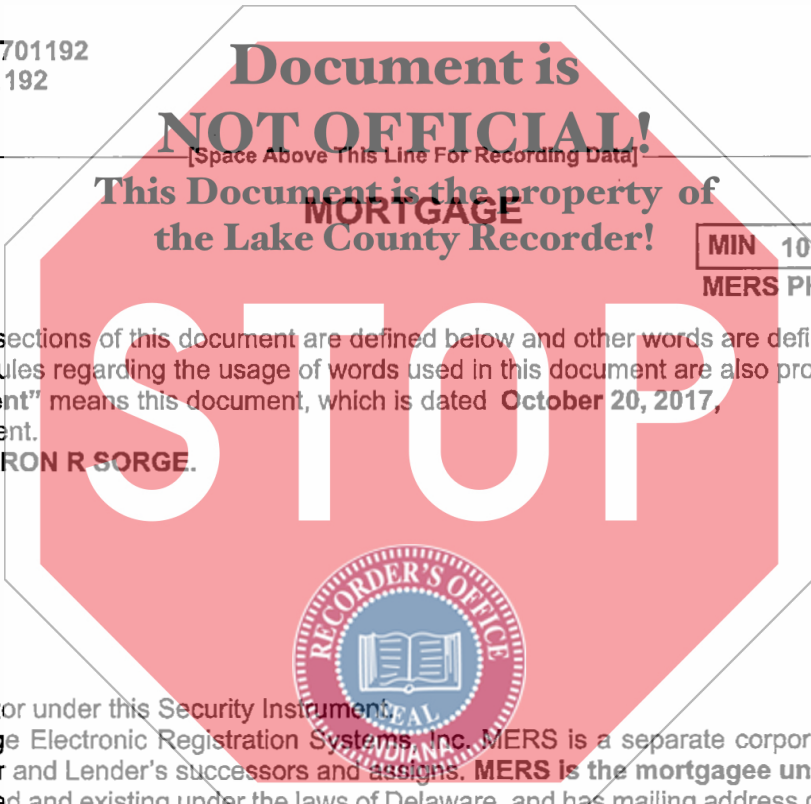 701192
192
Document is
NOT OFFICIAL!
[Space Above This Line For Recording Data]
This Document is the property of
MORTGAGE
the Lake County Recorder!
MIN 10
MERS
STOP
sections of this document are defined below and other words are defi
ules regarding the usage of words used in this document are also pro
ent” means this document, which is dated October 20, 2017,
ent.
RON R SORGE.
RECORDER'S OFFICE
SEAL
INDIANA
or under this Security Instrument.
ge Electronic Registration Systems, Inc. MERS is a separate corpor
r and Lender's successors and assigns. MERS is the mortgagee un
ed and existing under the laws of Delaware, and has mailing address